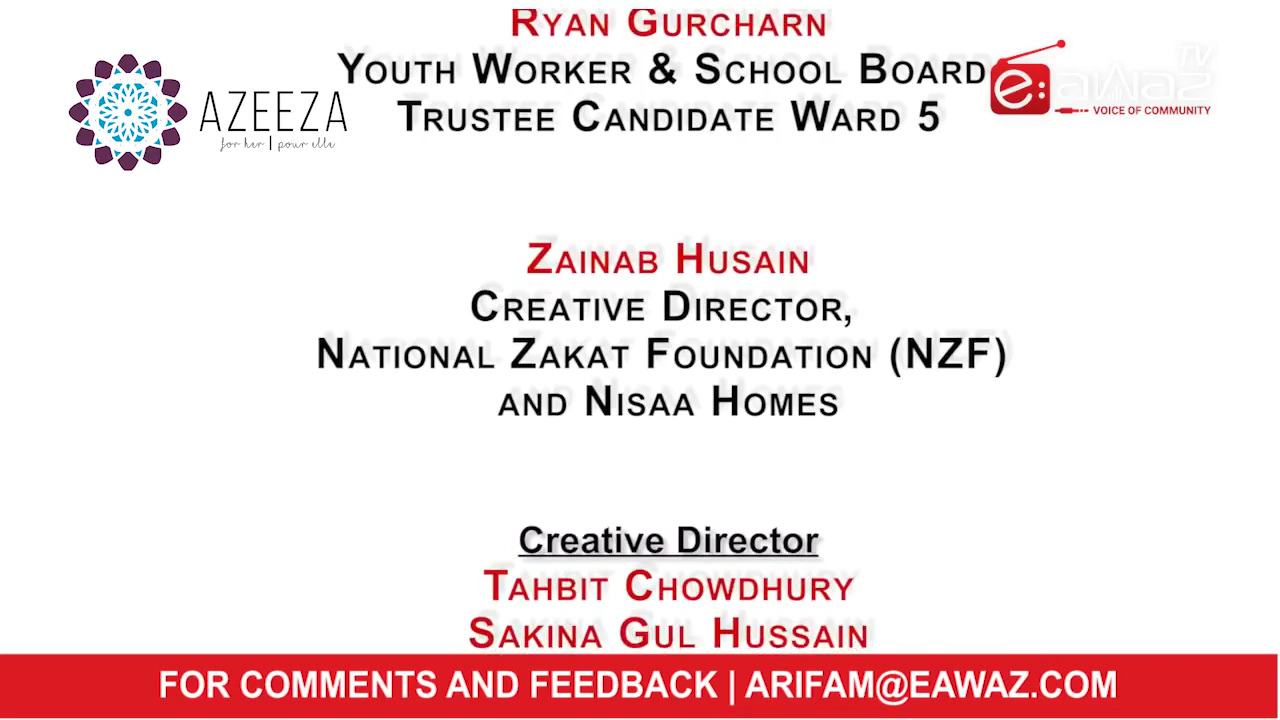 RYAN GURCHARN
YOUTH WORKER & SCHOOL BOARD
TRUSTEE CANDIDATE WARD 5
AZEEZA
for her | pour elle
e:awaz TV
VOICE OF COMMUNITY
ZAINAB HUSAIN
CREATIVE DIRECTOR,
NATIONAL ZAKAT FOUNDATION (NZF)
AND NISAA HOMES
Creative Director
TAHBIT CHOWDHURY
SAKINA GUL HUSSAIN
FOR COMMENTS AND FEEDBACK | ARIFAM@EAWAZ.COM